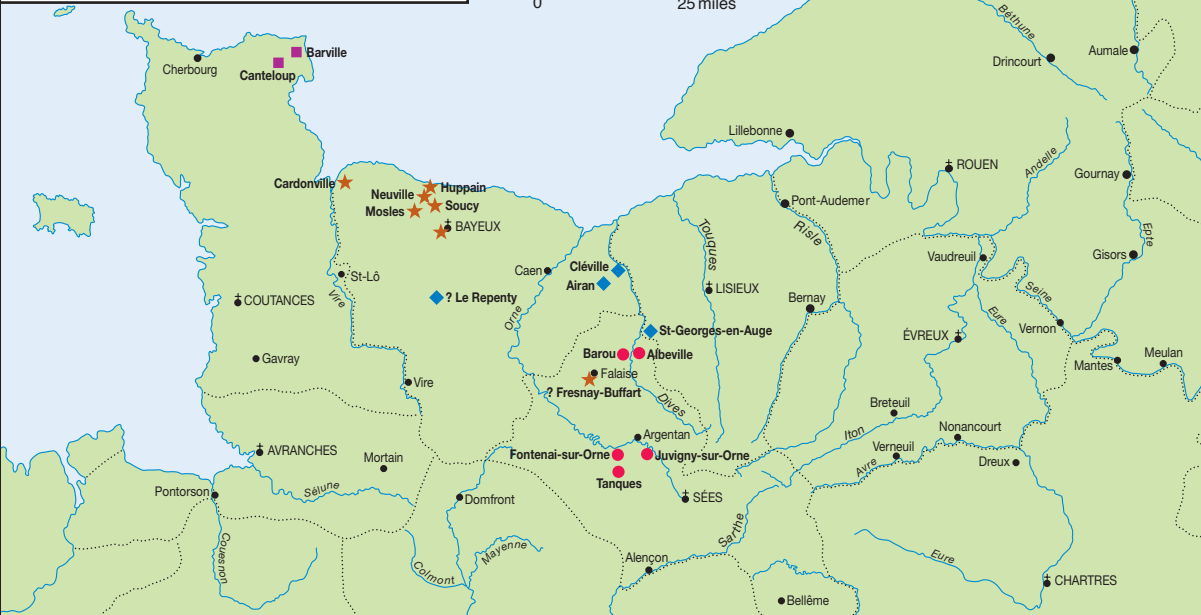 0 25 miles
Béthune
Barville
Cherbourg
Canteloup
Drincourt
Aumale
Lillebonne
ROUEN
Andelle
Gournay
Cardonville
Huppain
Neuville
Soucy
Mosles
BAYEUX
Pont-Audemer
Risle
Touques
Epte
Vaudreuil
Gisors
Caen
Cléville
Airan
St-Lô
Vire
? Le Repenty
LISIEUX
Bernay
Seine
Eure
Vernon
COUTANCES
Orne
St-Georges-en-Auge
ÉVREUX
Gavray
Barou
Albeville
Mantes
Meulan
Vire
Falaise
? Fresnay-Buffart
Dives
Breteuil
AVRANCHES
Mortain
Argentan
Iton
Nonancourt
Verneuil
Fontenai-sur-Orne
Juvigny-sur-Orne
Avre
Dreux
Tanques
Pontorson
Sélune
Domfront
SÉES
Sarthe
Couesnon
Mayenne
Colmont
Alençon
Eure
CHARTRES
Bellême